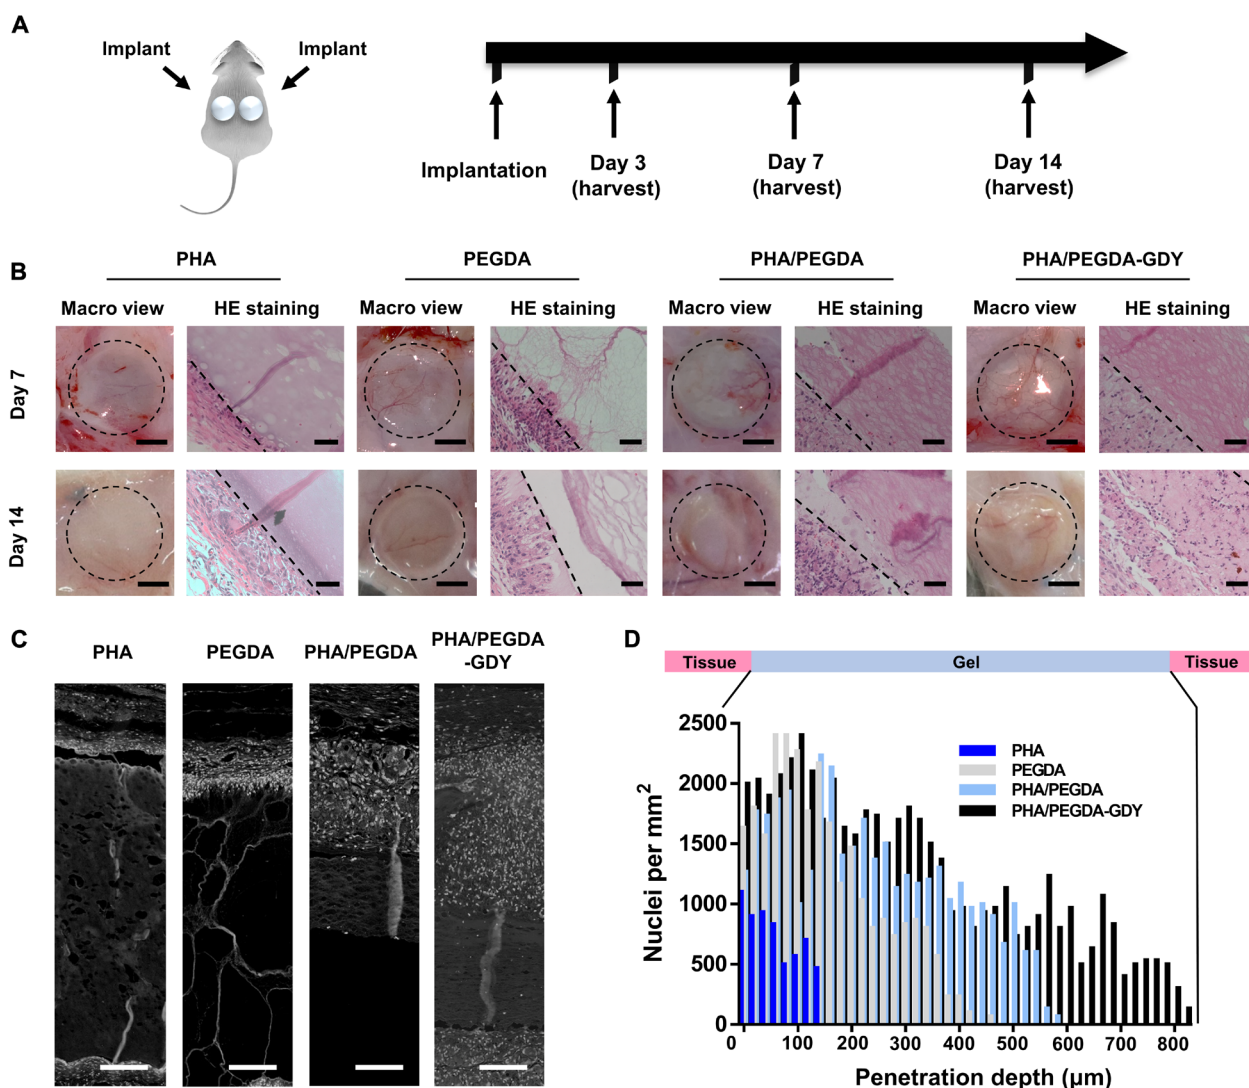 A
Implant
Implant
Implantation
Day 3
(harvest)
Day 7
(harvest)
Day 14
(harvest)
B
PHA
PEGDA
PHA/PEGDA
PHA/PEGDA-GDY
Macro view
HE staining
Macro view
HE staining
Macro view
HE staining
Macro view
HE staining
Day 7
Day 14
C
PHA
PEGDA
PHA/PEGDA
PHA/PEGDA
-GDY
D
Tissue
Gel
Tissue
Nuclei per mm²
2500
2000
1500
1000
500
0
PHA
PEGDA
PHA/PEGDA
PHA/PEGDA-GDY
0 100 200 300 400 500 600 700 800
Penetration depth (μm)